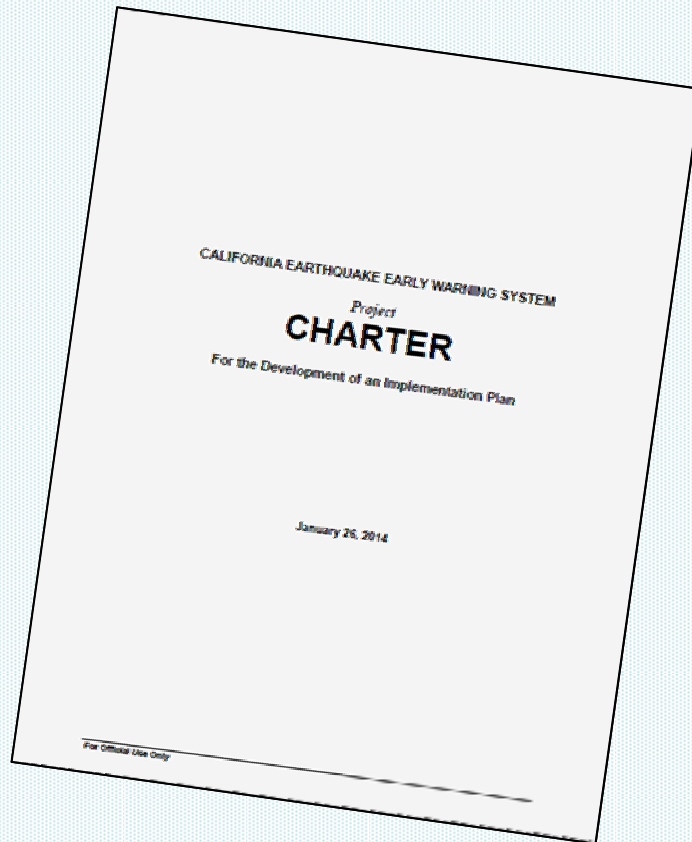 CALIFORNIA EARTHQUAKE EARLY WARNING SYSTEM
Project
CHARTER
For the Development of an Implementation Plan
January 26, 2014
For Official Use Only